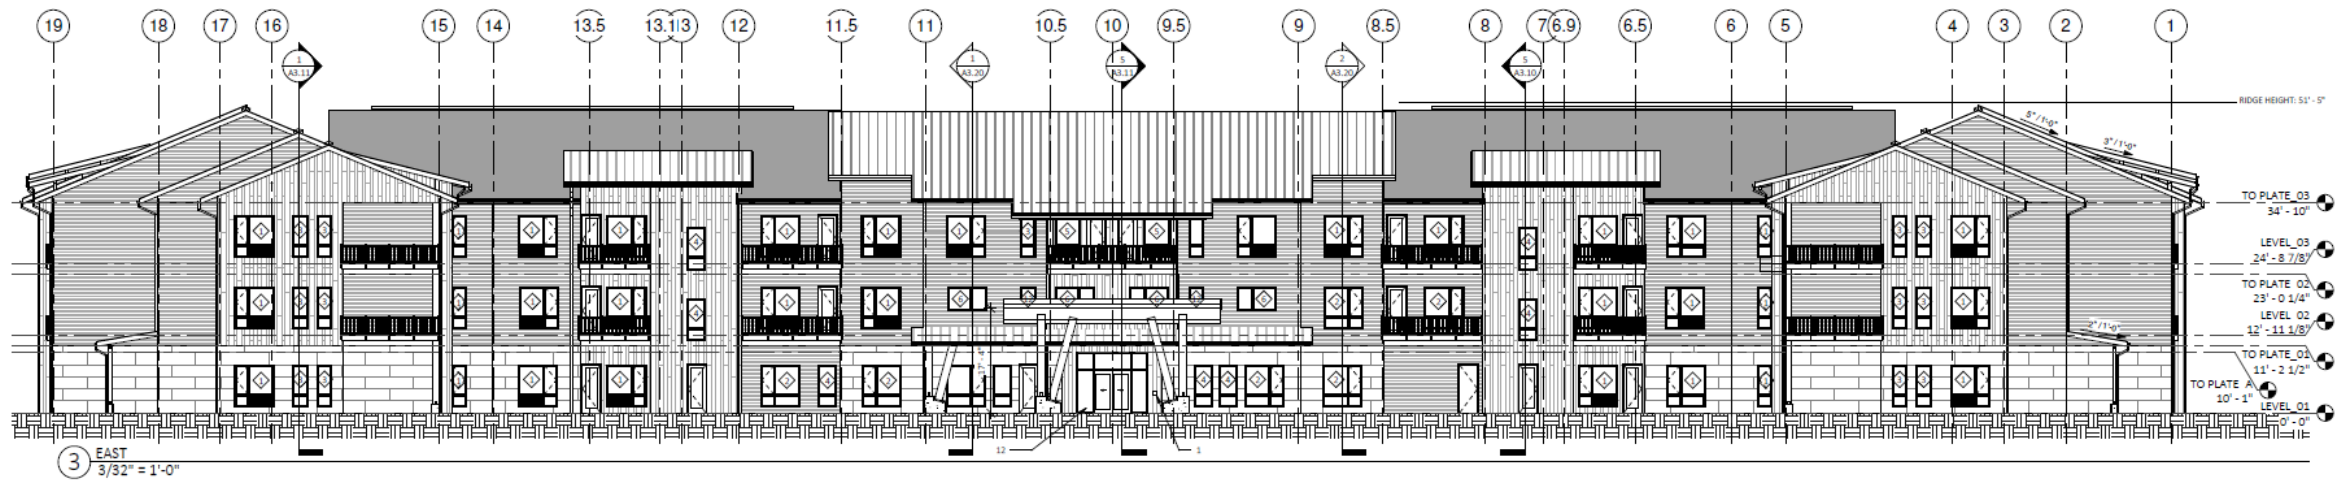 19 18 17 16 15 14 13.5 13.1 13 12 11.5 11 10.5 10 9.5 9 8.5 8 7 6.9 6.5 6 5 4 3 2 1
1
A3.11
1
A3.20
5
A3.11
2
A3.20
5
A3.10
RIDGE HEIGHT: 51' - 5"
5" / 1'-0"
3" / 1'-0"
TO PLATE_03
34' - 10"
LEVEL_03
24' - 8 7/8"
TO PLATE_02
23' - 0 1/4"
LEVEL_02
12' - 11 1/8"
2" / 1'-0"
TO PLATE_01
11' - 2 1/2"
TO PLATE_A
10' - 1"
LEVEL_01
0' - 0"
17' - 4"
12
1
3
EAST
3/32" = 1'-0"